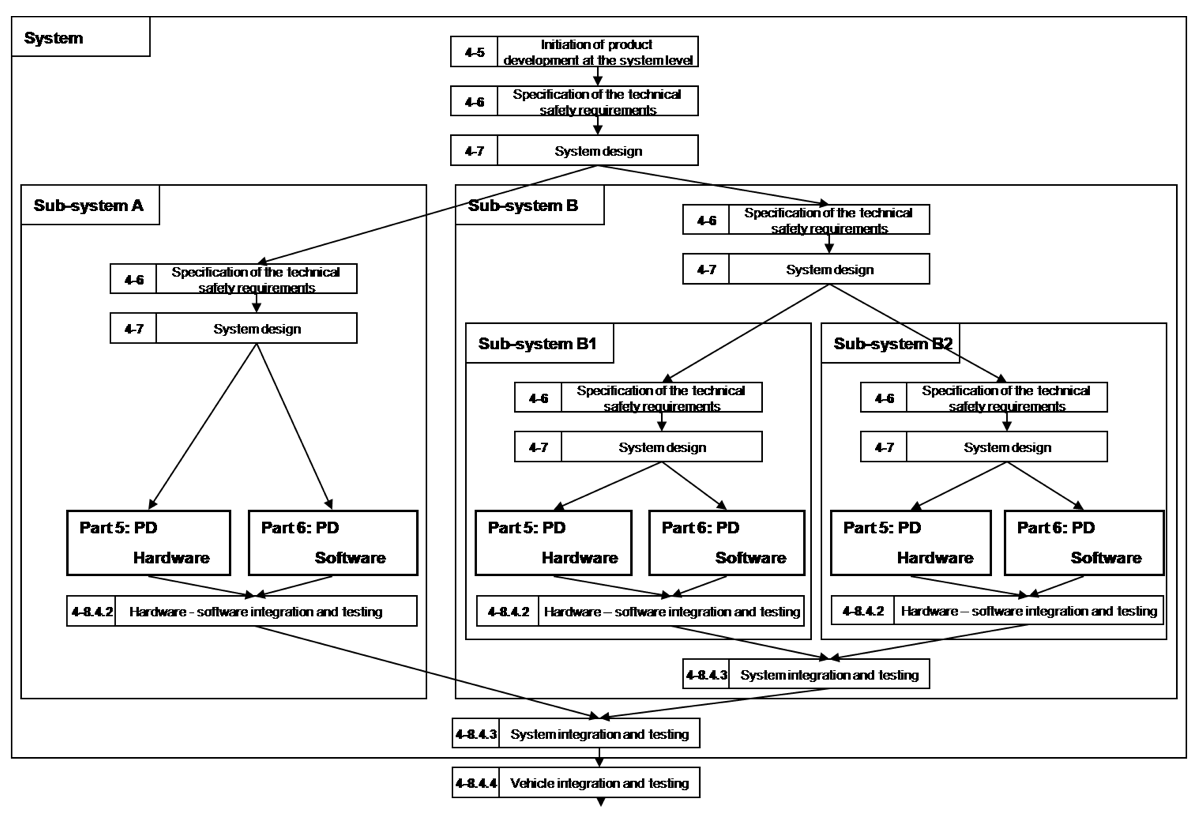 System
4-5
Initiation of product
development at the system level
4-6
Specification of the technical
safety requirements
4-7
System design
Sub-system A
4-6
Specification of the technical
safety requirements
4-7
System design
Part 5: PD
Hardware
Part 6: PD
Software
4-8.4.2
Hardware - software integration and testing
Sub-system B
4-6
Specification of the technical
safety requirements
4-7
System design
Sub-system B1
4-6
Specification of the technical
safety requirements
4-7
System design
Part 5: PD
Hardware
Part 6: PD
Software
4-8.4.2
Hardware – software integration and testing
Sub-system B2
4-6
Specification of the technical
safety requirements
4-7
System design
Part 5: PD
Hardware
Part 6: PD
Software
4-8.4.2
Hardware – software integration and testing
4-8.4.3
System integration and testing
4-8.4.3
System integration and testing
4-8.4.4
Vehicle integration and testing